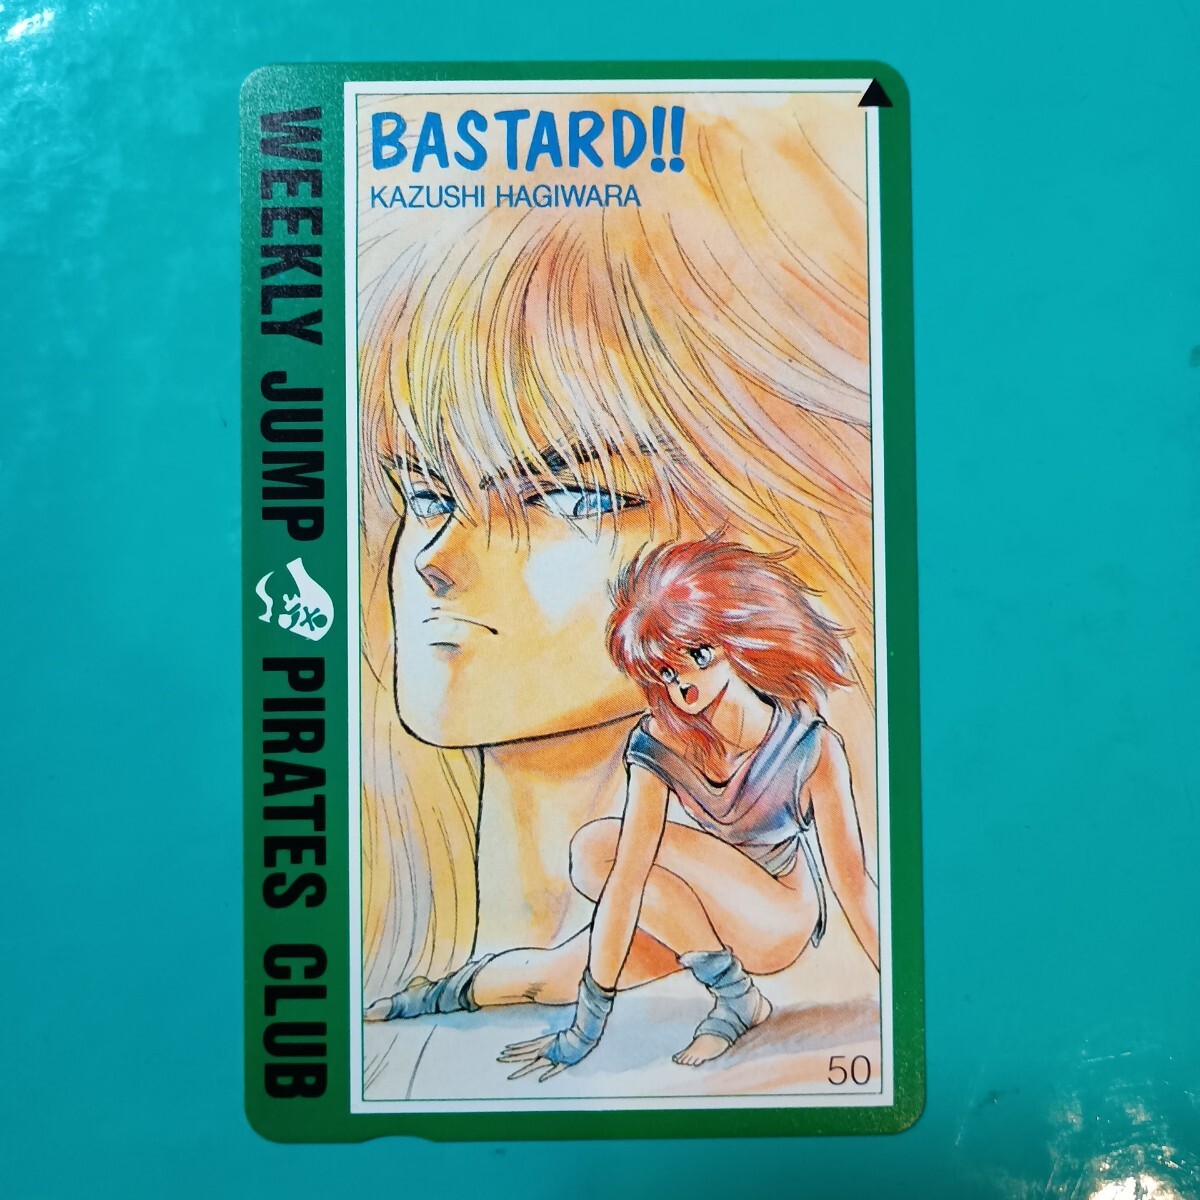 BASTARD!!
KAZUSHI HAGIWARA
WEEKLY JUMP PIRATES CLUB
50